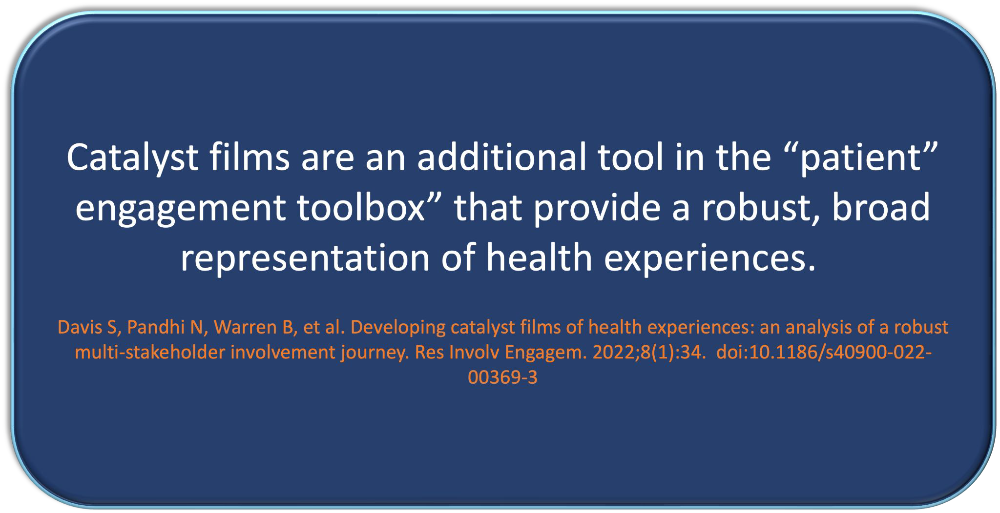 Catalyst films are an additional tool in the “patient”
engagement toolbox” that provide a robust, broad
representation of health experiences.
Davis S, Pandhi N, Warren B, et al. Developing catalyst films of health experiences: an analysis of a robust
multi-stakeholder involvement journey. Res Involv Engagem. 2022;8(1):34.  doi:10.1186/s40900-022-
00369-3